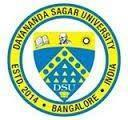 DAYANANDA SAGAR UNIVERSITY
DSU
ESTD 2014 • BANGALORE • INDIA